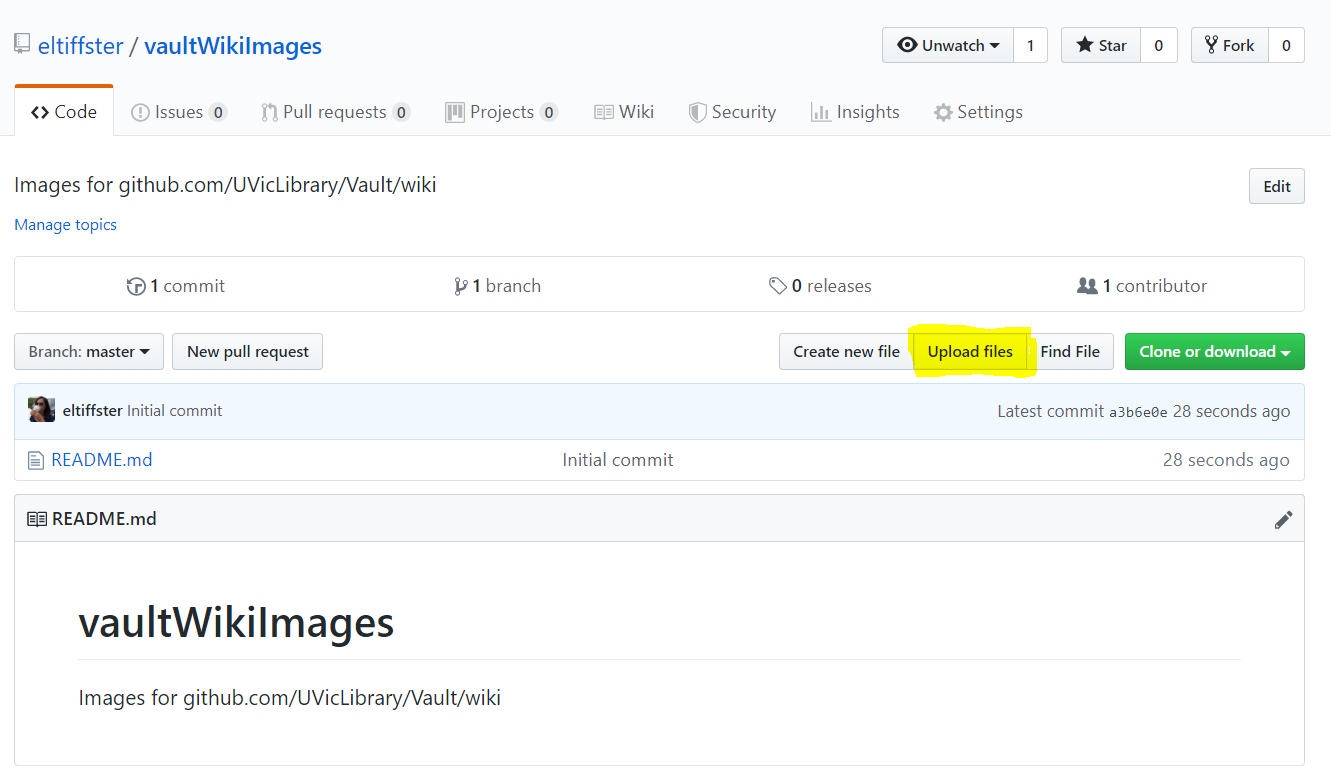 eltiffster / vaultWikiImages Unwatch 1 Star 0 Fork 0
Code Issues 0 Pull requests 0 Projects 0 Wiki Security Insights Settings
Images for github.com/UVicLibrary/Vault/wiki Edit
Manage topics
1 commit 1 branch 0 releases 1 contributor
Branch: master New pull request Create new file Upload files Find File Clone or download
eltiffster Initial commit Latest commit a3b6e0e 28 seconds ago
README.md Initial commit 28 seconds ago
README.md
vaultWikiImages
Images for github.com/UVicLibrary/Vault/wiki